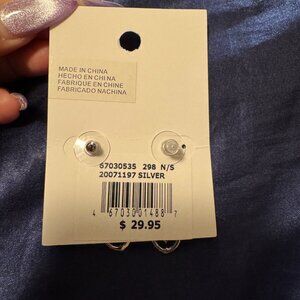 MADE IN CHINA
HECHO EN CHINA
FABRIQUE EN CHINE
FABRICADO NACHINA
67030535 298 N/S
20071197 SILVER
4 67030 01488 7
$ 29.95